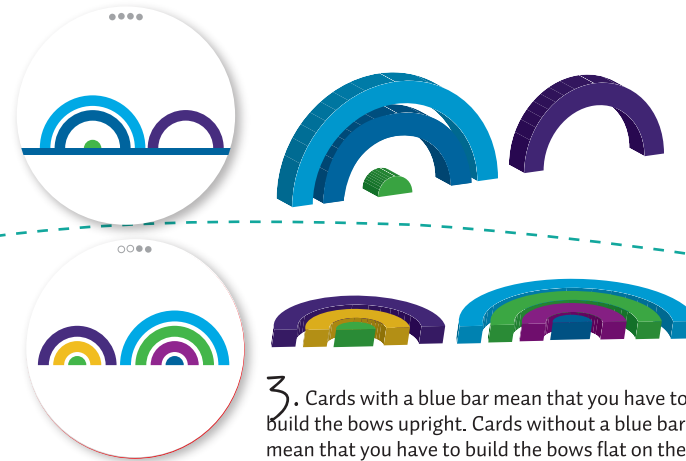 3. Cards with a blue bar mean that you have to
build the bows upright. Cards without a blue bar
mean that you have to build the bows flat on the